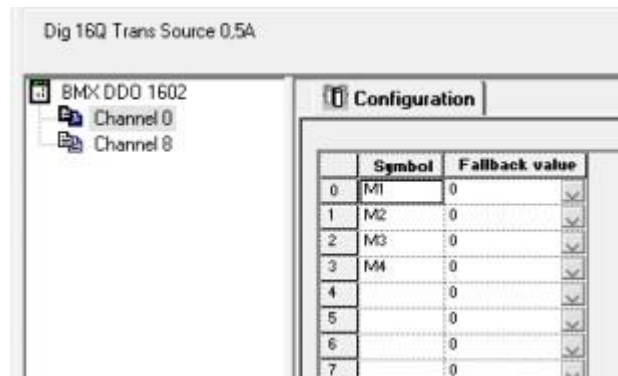 Dig 16Q Trans Source 0,5A
BMX DDO 1602
Channel 0
Channel 8
Configuration
Symbol Fallback value
0 M1 0
1 M2 0
2 M3 0
3 M4 0
4 0
5 0
6 0
7 0